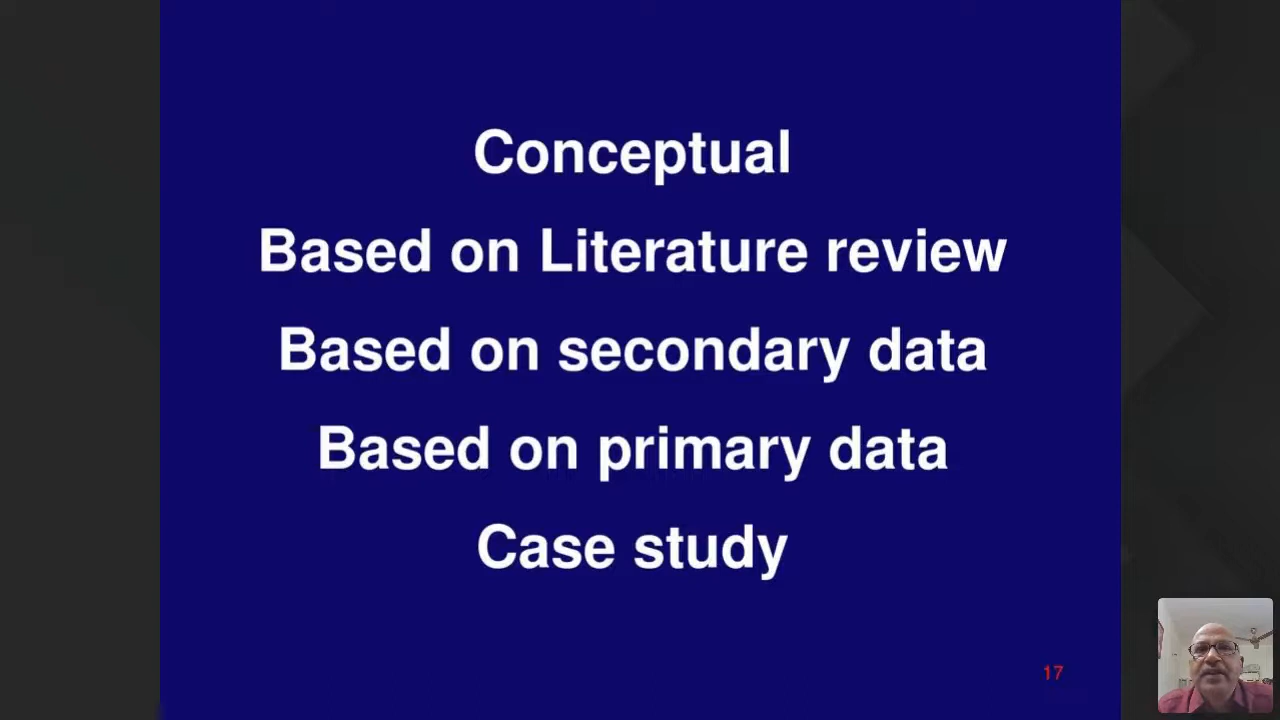 Conceptual
Based on Literature review
Based on secondary data
Based on primary data
Case study
17